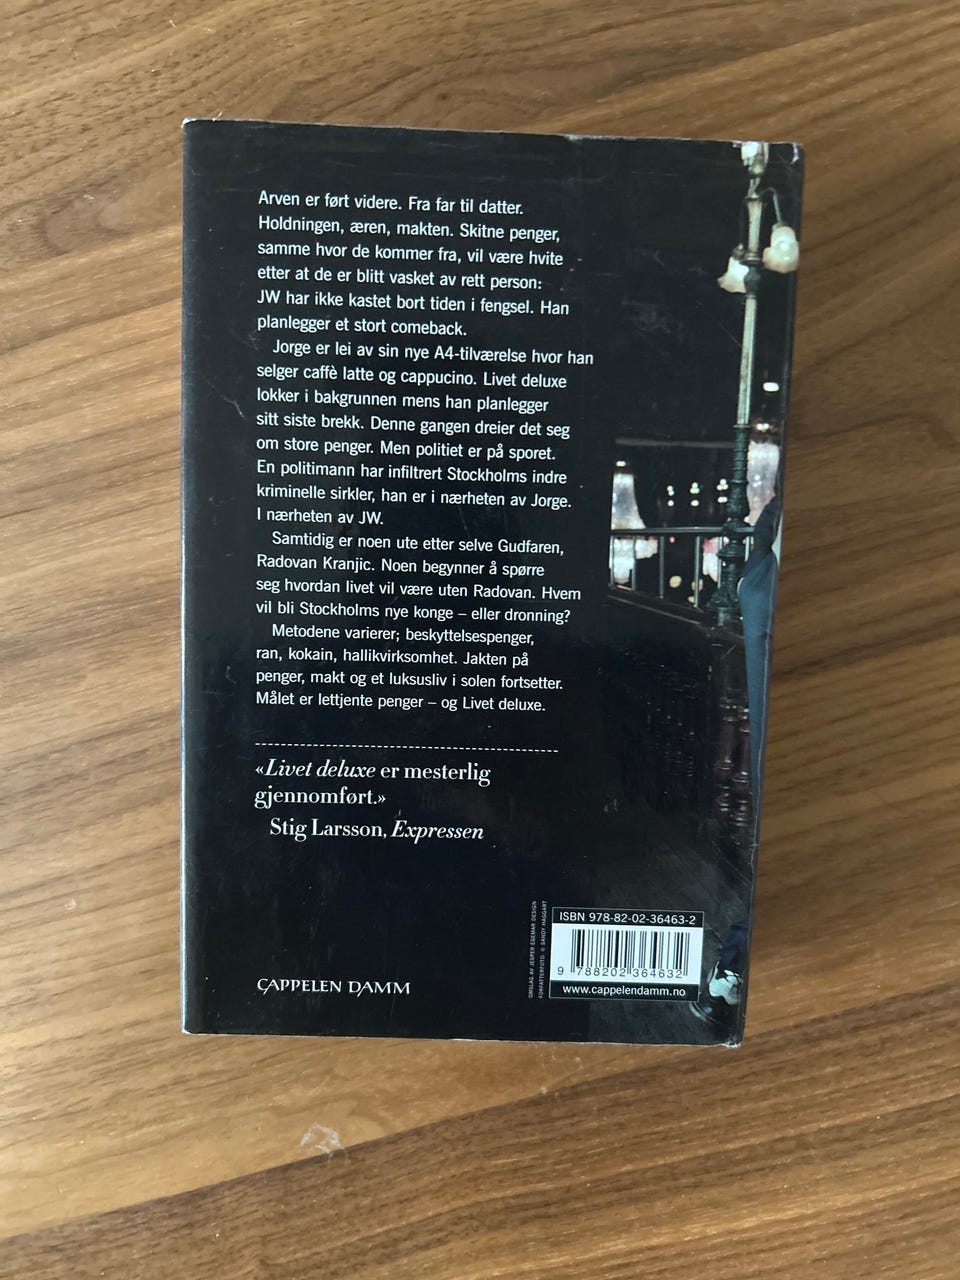 Arven er ført videre. Fra far til datter.
Holdningen, æren, makten. Skitne penger,
samme hvor de kommer fra, vil være hvite
etter at de er blitt vasket av rett person:
JW har ikke kastet bort tiden i fengsel. Han
planlegger et stort comeback.
Jorge er lei av sin nye A4-tilværelse hvor han
selger caffè latte og cappucino. Livet deluxe
lokker i bakgrunnen mens han planlegger
sitt siste brekk. Denne gangen dreier det seg
om store penger. Men politiet er på sporet.
En politimann har infiltrert Stockholms indre
kriminelle sirkler, han er i nærheten av Jorge.
I nærheten av JW.
Samtidig er noen ute etter selve Gudfaren,
Radovan Kranjic. Noen begynner å spørre
seg hvordan livet vil være uten Radovan. Hvem
vil bli Stockholms nye konge – eller dronning?
Metodene varierer; beskyttelsespenger,
ran, kokain, hallikvirksomhet. Jakten på
penger, makt og et luksusliv i solen fortsetter.
Målet er lettjente penger – og Livet deluxe.
«Livet deluxe er mesterlig
gjennomført.»
Stig Larsson, Expressen
OMSLAG AV JESPER EGEMAR DESIGN
FORFATTERFOTO: © SANDY HAGGART
ISBN 978-82-02-36463-2
9 788202 364632
www.cappelendamm.no
CAPPELEN DAMM